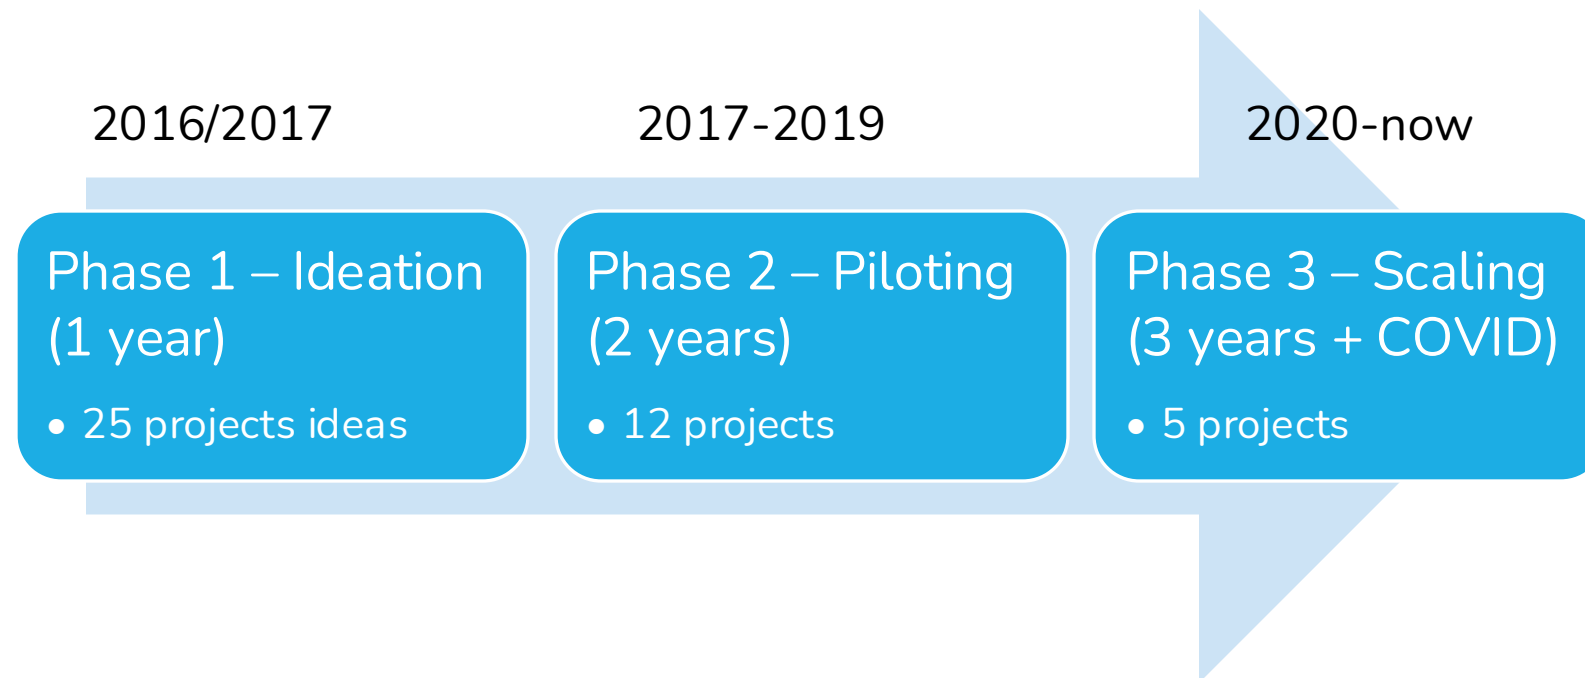 2016/2017
2017-2019
2020-now
Phase 1 – Ideation
(1 year)
• 25 projects ideas
Phase 2 – Piloting
(2 years)
• 12 projects
Phase 3 – Scaling
(3 years + COVID)
• 5 projects